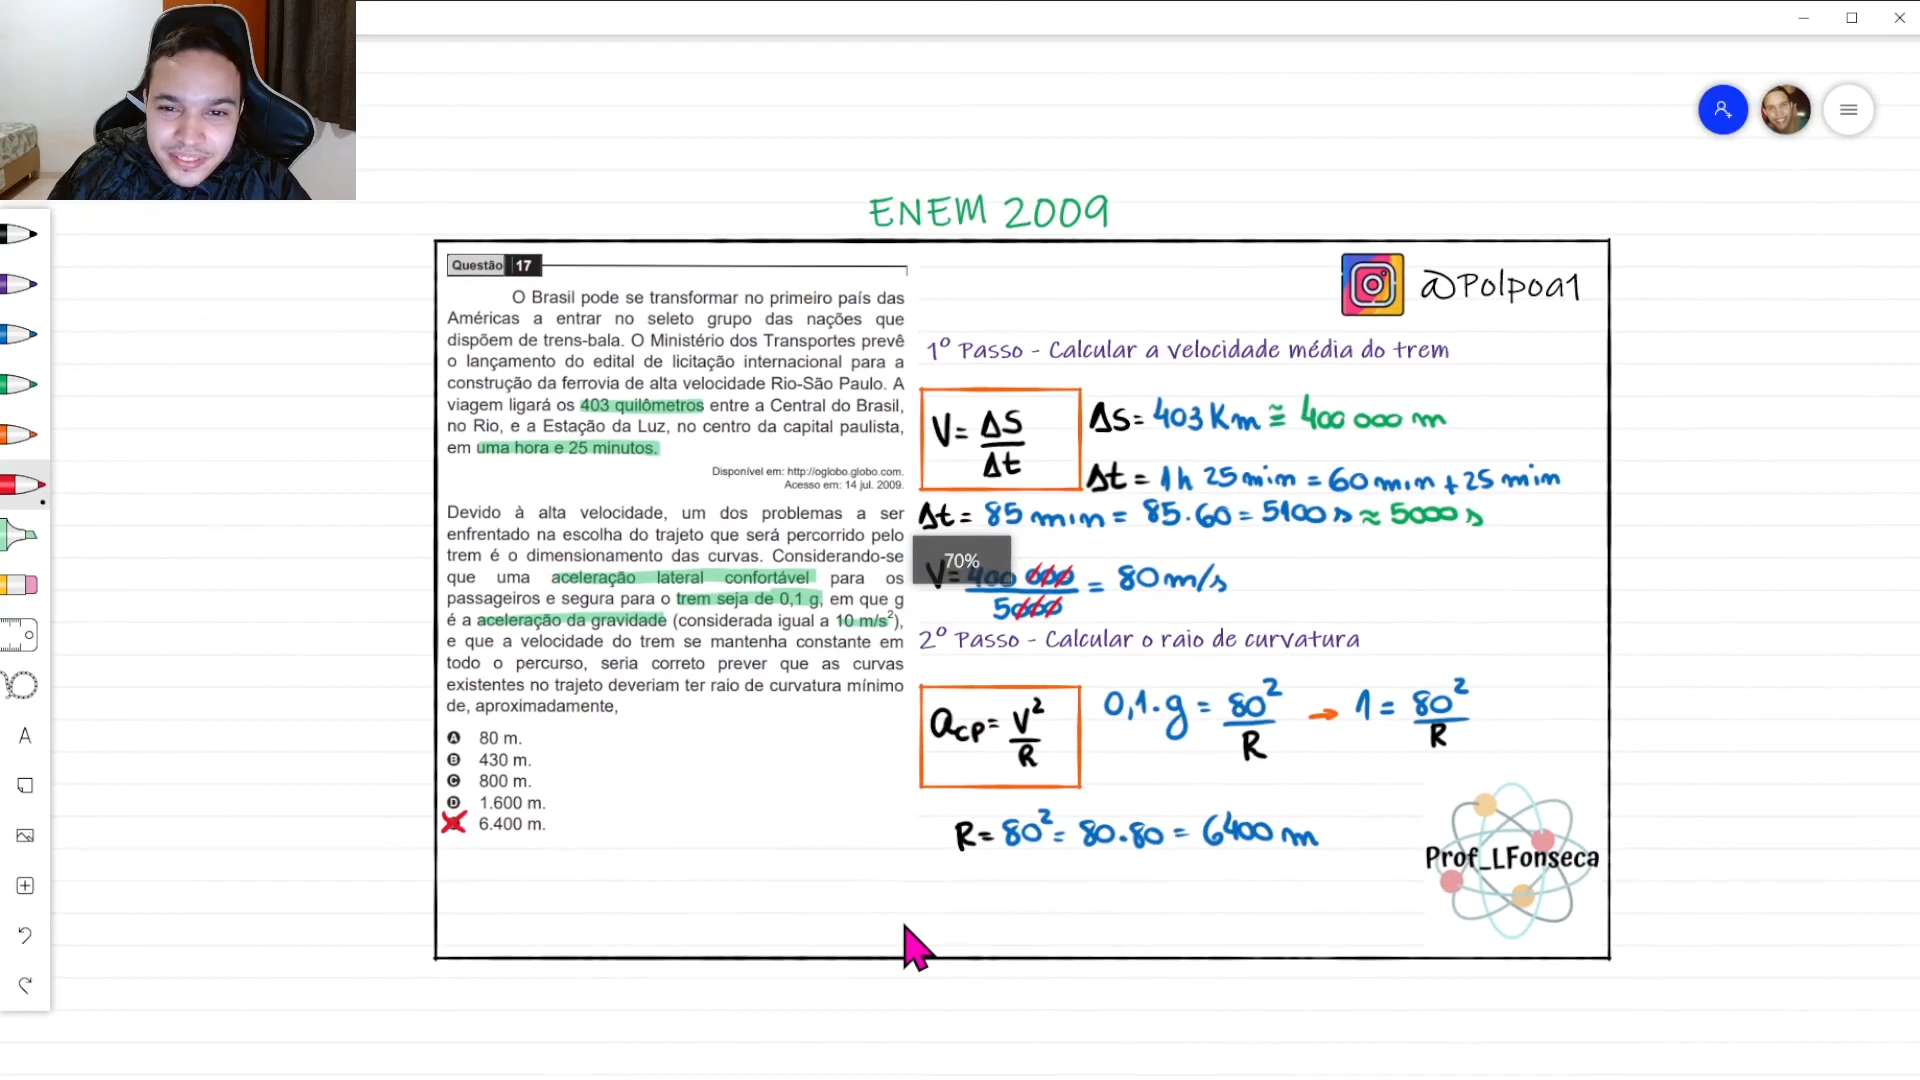 ENEM 2009
Questão 17
O Brasil pode se transformar no primeiro país das
Américas a entrar no seleto grupo das nações que
dispõem de trens-bala. O Ministério dos Transportes prevê
o lançamento do edital de licitação internacional para a
construção da ferrovia de alta velocidade Rio-São Paulo. A
viagem ligará os 403 quilômetros entre a Central do Brasil,
no Rio, e a Estação da Luz, no centro da capital paulista,
em uma hora e 25 minutos.
Disponível em: http://oglobo.globo.com.
Acesso em: 14 jul. 2009.
Devido à alta velocidade, um dos problemas a ser
enfrentado na escolha do trajeto que será percorrido pelo
trem é o dimensionamento das curvas. Considerando-se
que uma aceleração lateral confortável para os
passageiros e segura para o trem seja de 0,1 g, em que g
é a aceleração da gravidade (considerada igual a 10 m/s²),
e que a velocidade do trem se mantenha constante em
todo o percurso, seria correto prever que as curvas
existentes no trajeto deveriam ter raio de curvatura mínimo
de, aproximadamente,
A 80 m.
B 430 m.
C 800 m.
D 1.600 m.
6.400 m.
@Polpoa1
1º Passo - Calcular a velocidade média do trem
V = ΔS/Δt
ΔS = 403 Km ≅ 400 000 m
Δt = 1h 25 min = 60 min + 25 min
Δt = 85 min = 85.60 = 5100 s ≈ 5000 s
70%
V = 400 000/5000 = 80 m/s
2º Passo - Calcular o raio de curvatura
acp = V²/R
0,1.g = 80²/R → 1 = 80²/R
R = 80² = 80.80 = 6400 m
Prof_LFonseca
A